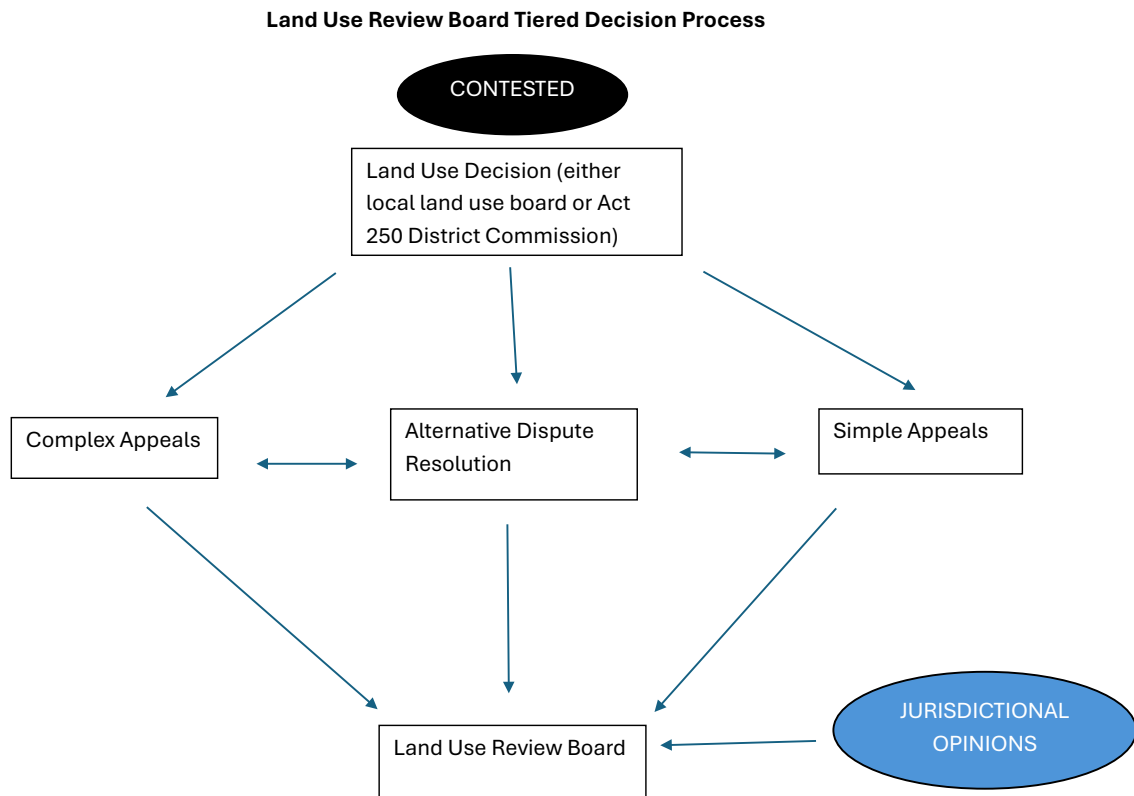 Land Use Review Board Tiered Decision Process
CONTESTED
Land Use Decision (either
local land use board or Act
250 District Commission)
Complex Appeals
Alternative Dispute
Resolution
Simple Appeals
JURISDICTIONAL
OPINIONS
Land Use Review Board